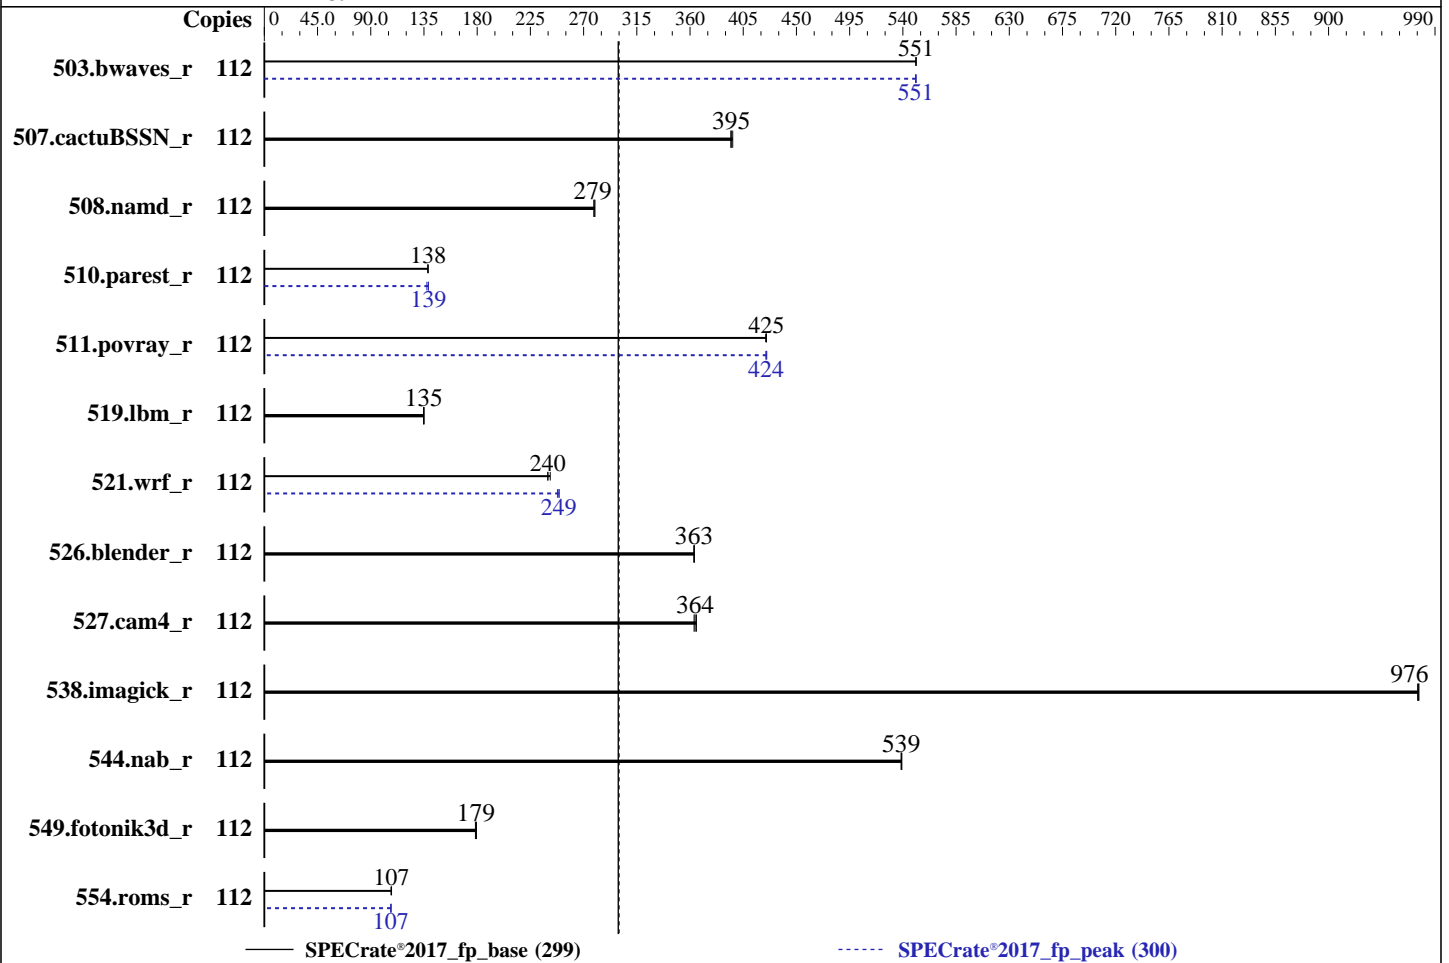 Copies 0 45.0 90.0 135 180 225 270 315 360 405 450 495 540 585 630 675 720 765 810 855 900 990
551
503.bwaves_r 112
551
395
507.cactuBSSN_r 112
279
508.namd_r 112
138
510.parest_r 112
139
425
511.povray_r 112
424
135
519.lbm_r 112
240
521.wrf_r 112
249
363
526.blender_r 112
364
527.cam4_r 112
976
538.imagick_r 112
539
544.nab_r 112
179
549.fotonik3d_r 112
107
554.roms_r 112
107
SPECrate®2017_fp_base (299) SPECrate®2017_fp_peak (300)